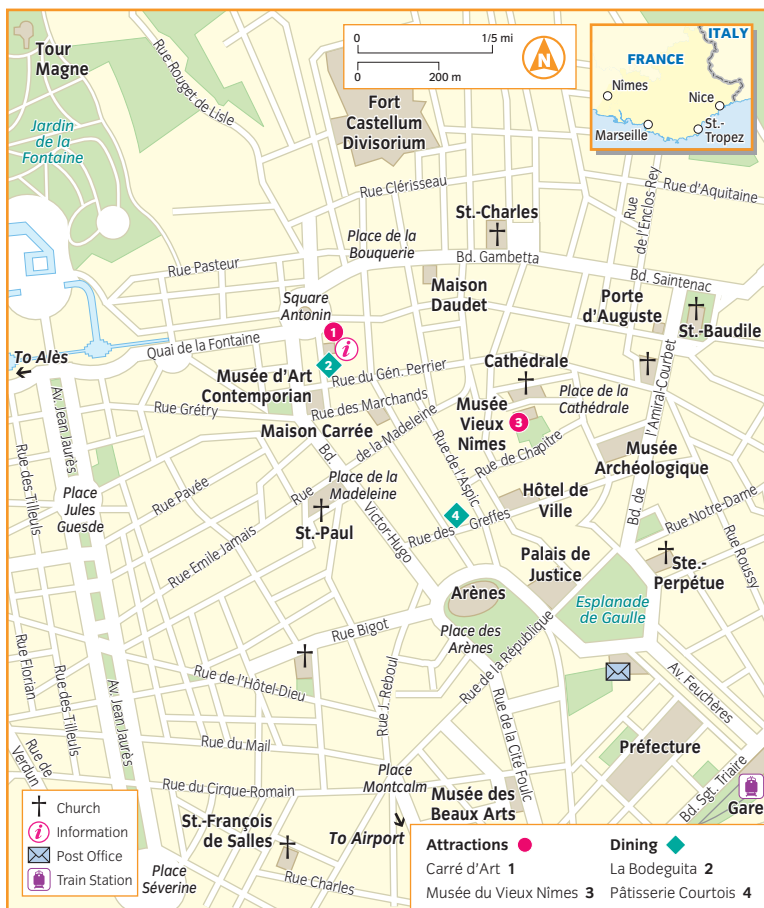 Tour
Magne
Jardin
de la
Fontaine
Rue Rouget de Lisle
0 1/5 mi
0 200 m
N
ITALY
FRANCE
Nîmes
Nice
Marseille
St.-
Tropez
Fort
Castellum
Divisorium
Rue Clérisseau
Rue d'Aquitaine
Rue
de l'Enclos Rey
St.-Charles
Place de la
Bouquerie
Bd. Gambetta
Rue Pasteur
Bd. Saintenac
Maison
Daudet
Porte
d'Auguste
Square
Antonin
St.-Baudile
1
i
2
Quai de la Fontaine
To Alès
Cathédrale
Rue du Gén. Perrier
Musée d'Art
Contemporian
Place de la
Cathédrale
Bd. de l'Amiral-Courbet
Av. Jean Jaurès
Rue Grétry
Rue des Marchands
Maison Carrée
Musée
Vieux
Nîmes
3
Rue de la Madeleine
Rue de l'Aspic
Rue de Chapitre
Musée
Archéologique
Rue des Tilleuls
Bd. Victor-Hugo
Place de la
Madeleine
Rue Pavée
Place
Jules
Guesde
Hôtel de
Ville
4
Rue des Greffes
St.-Paul
Rue Notre-Dame
Rue Roussy
Rue Emile Jamais
Palais de
Justice
Ste.-
Perpétue
Arènes
Esplanade
de Gaulle
Rue Bigot
Place des
Arènes
Rue de la République
Rue Florian
Rue des Tilleuls
Av. Jean Jaurès
Rue de l'Hôtel-Dieu
Rue J. Reboul
Av. Feuchères
Rue de la Cité Foulc
Rue de
Verdun
Rue du Mail
Préfecture
Place
Montcalm
Bd. Sgt. Triaire
Rue du Cirque-Romain
Musée des
Beaux Arts
Gare
St.-François
de Salles
To Airport
Place
Séverine
Rue Charles
Church
i Information
Post Office
Train Station
Attractions
Carré d'Art 1
Musée du Vieux Nîmes 3
Dining
La Bodeguita 2
Pâtisserie Courtois 4